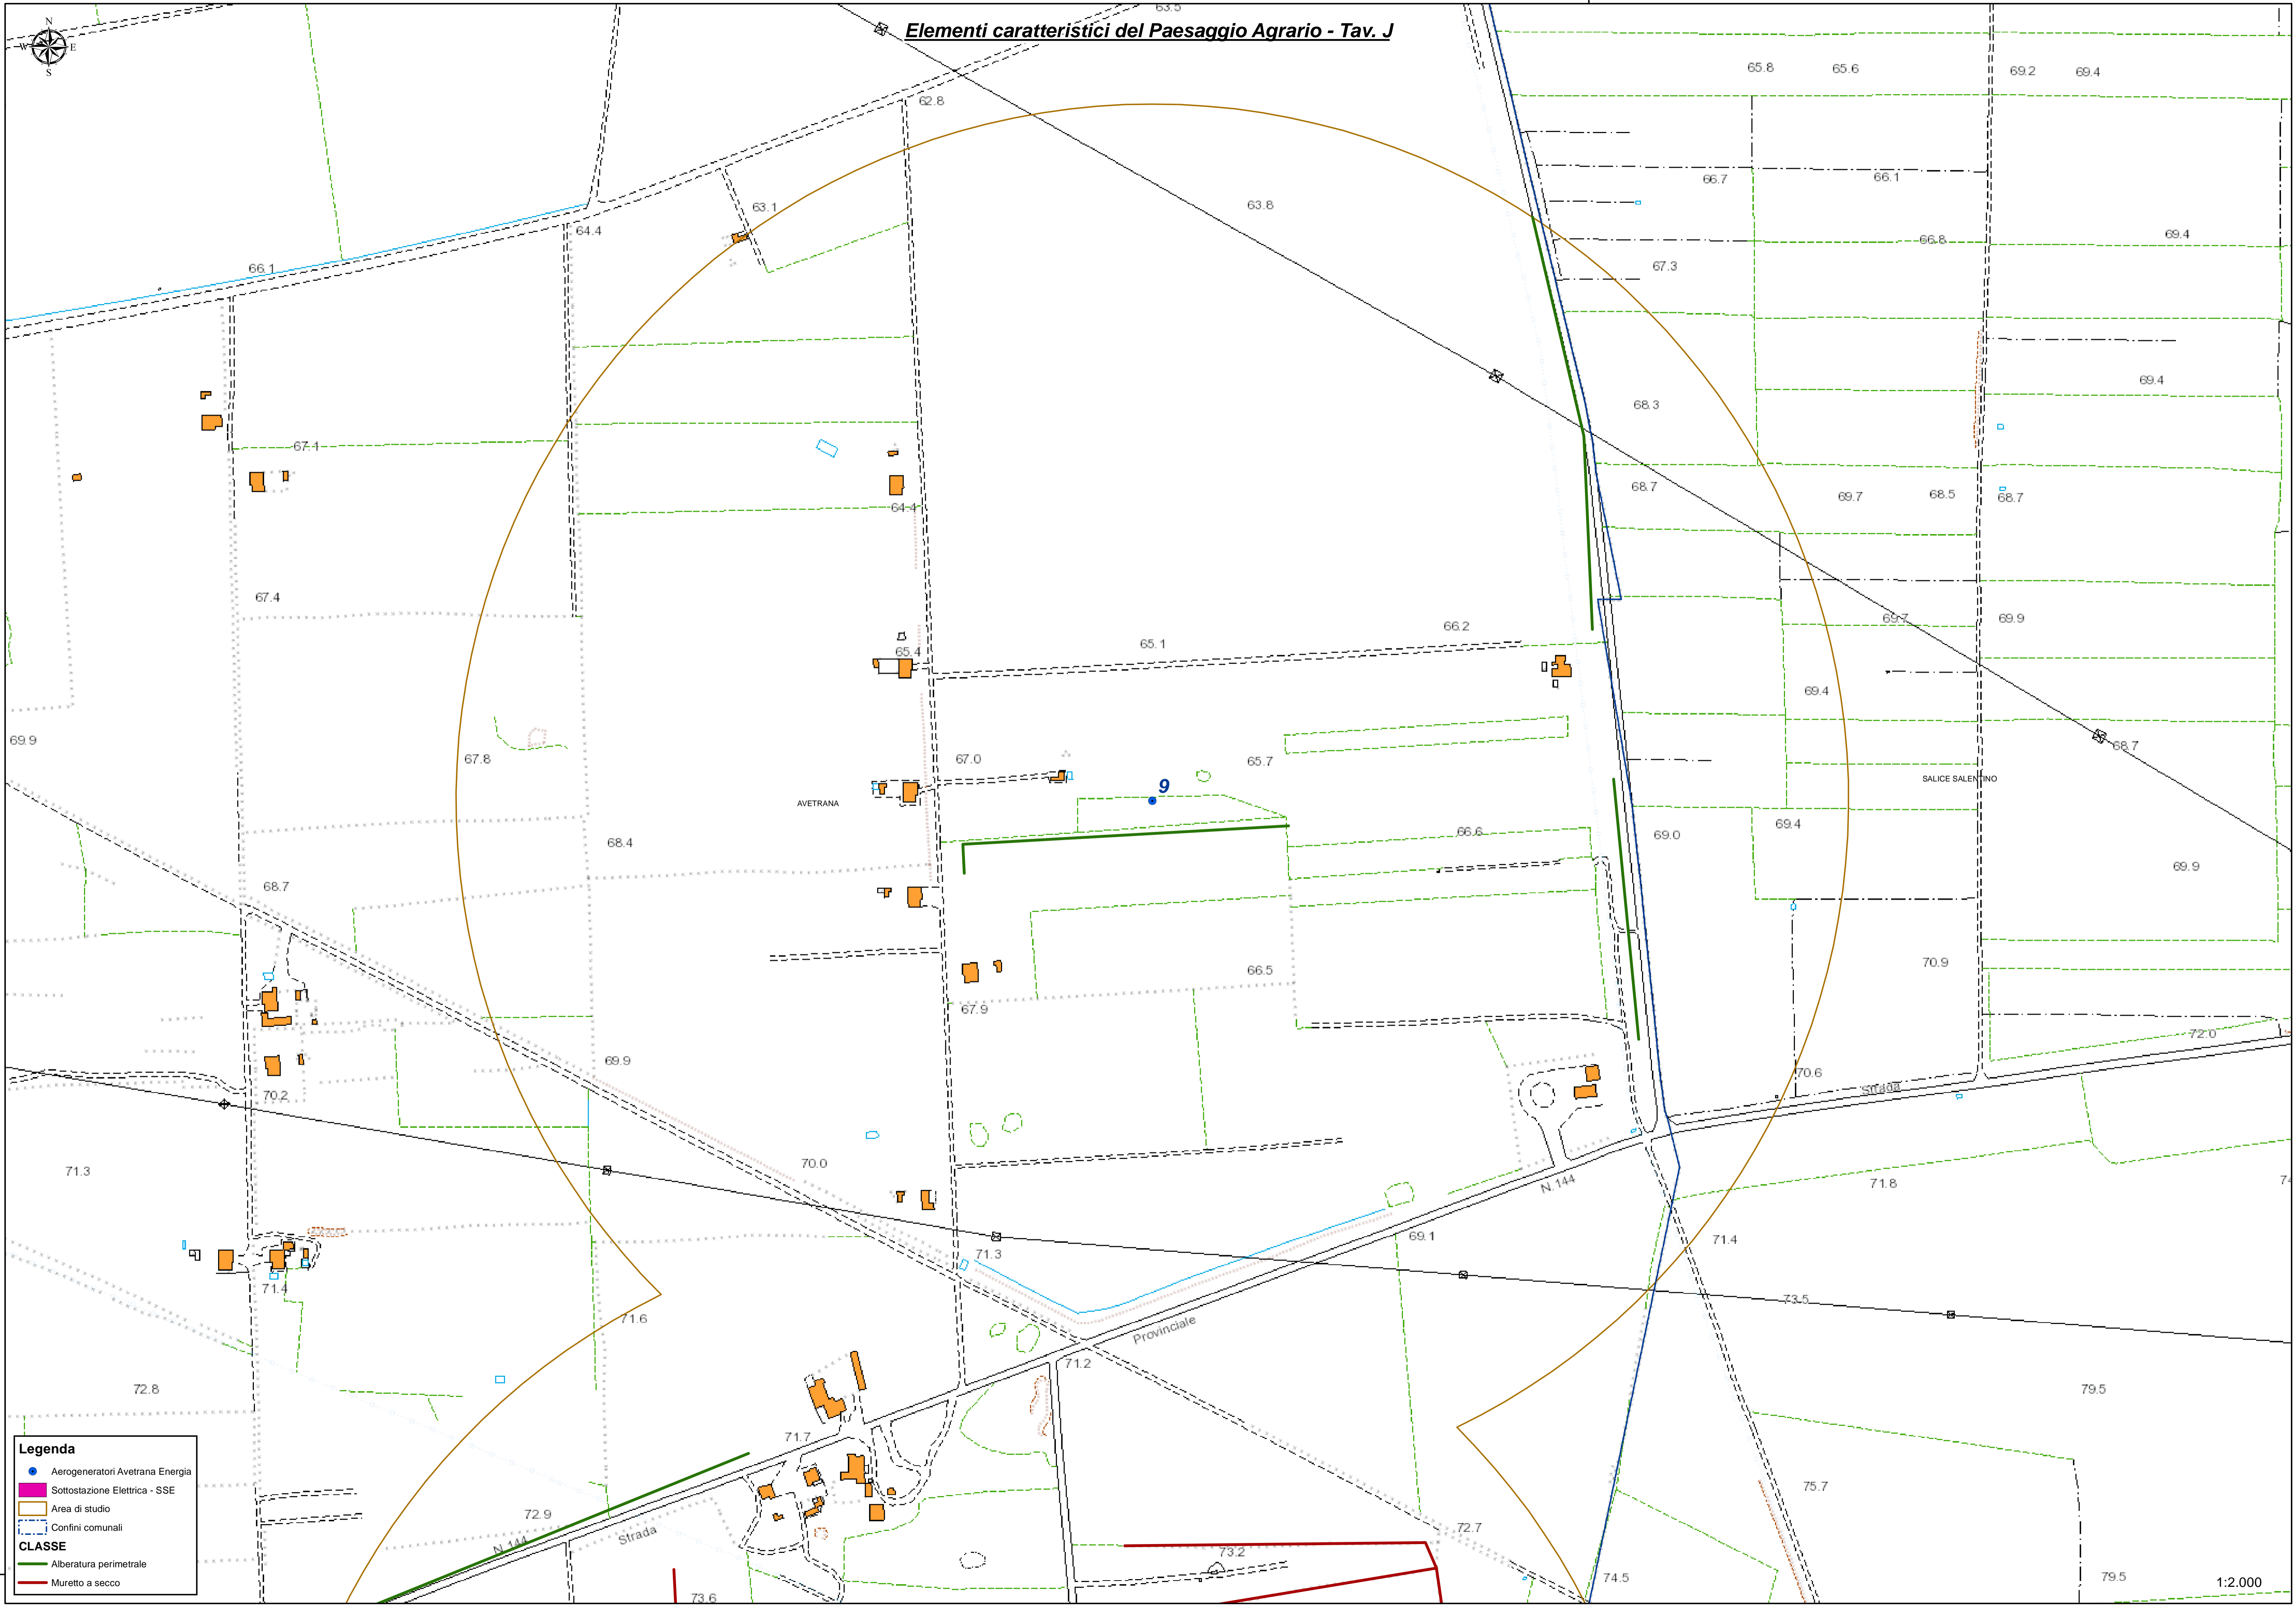 Elementi caratteristici del Paesaggio Agrario - Tav. J
N
W E
S
63.5
62.8
65.8 65.6 69.2 69.4
66.7 66.1
63.1
63.8
64.4
66.8 69.4
66.1
67.3
69.4
68.3
67.1
68.7
69.7 68.5 68.7
64.4
67.4
69.7 69.9
66.2
65.1
65.4
69.4
69.9
67.8
67.0
65.7
68.7
SALICE SALENTINO
9
AVETRANA
69.4
66.6
69.0
68.4
69.9
68.7
70.9
66.5
67.9
72.0
69.9
70.6
Strada
70.2
70.0
71.3
71.8
N 144
74
69.1
71.4
71.3
71.4
73.5
71.6
Provinciale
71.2
72.8
79.5
71.7
75.7
72.9
72.7
Strada
N 144
73.2
74.5
79.5
73.6
Legenda
Aerogeneratori Avetrana Energia
Sottostazione Elettrica - SSE
Area di studio
Confini comunali
CLASSE
Alberatura perimetrale
Muretto a secco
1:2.000